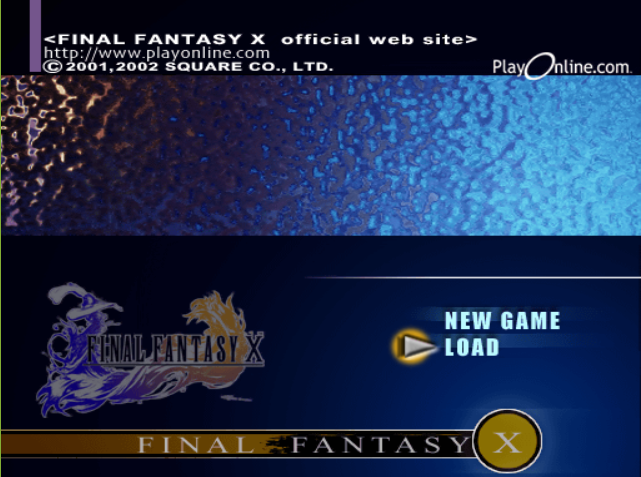 <FINAL FANTASY X official web site>
http://www.playonline.com
©2001,2002 SQUARE CO., LTD.
PlayOnline.com
FINAL FANTASY X
NEW GAME
LOAD
FINAL FANTASY X